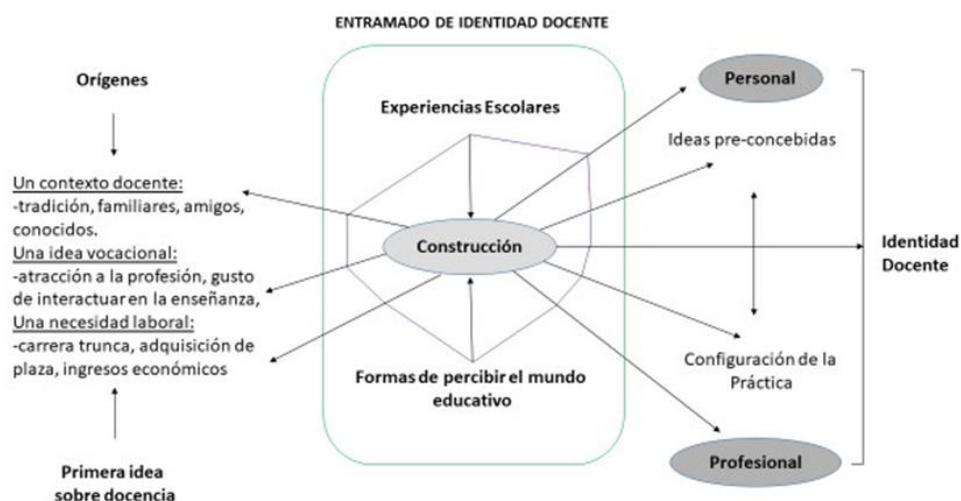 ENTRAMADO DE IDENTIDAD DOCENTE
Orígenes
Un contexto docente:
-tradición, familiares, amigos,
conocidos.
Una idea vocacional:
-atracción a la profesión, gusto
de interactuar en la enseñanza,
Una necesidad laboral:
-carrera trunca, adquisición de
plaza, ingresos económicos
Primera idea
sobre docencia
Experiencias Escolares
Construcción
Formas de percibir el mundo
educativo
Personal
Ideas pre-concebidas
Configuración de la
Práctica
Profesional
Identidad
Docente